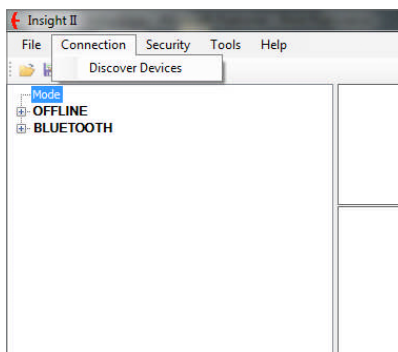 Insight II
File Connection Security Tools Help
Discover Devices
Mode
OFFLINE
BLUETOOTH